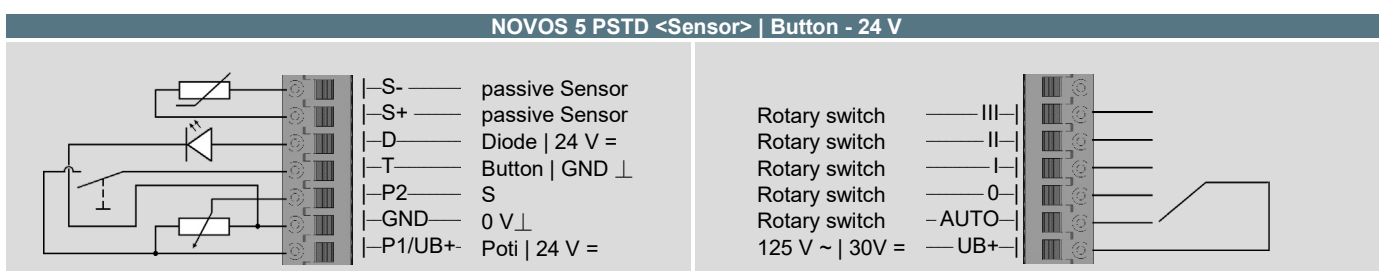 NOVOS 5 PSTD <Sensor> | Button - 24 V
S- passive Sensor
S+ passive Sensor
D Diode | 24 V =
T Button | GND ⊥
P2 S
GND 0 V⊥
P1/UB+ Poti | 24 V =
Rotary switch III
Rotary switch II
Rotary switch I
Rotary switch 0
Rotary switch AUTO
125 V ~ | 30V = UB+